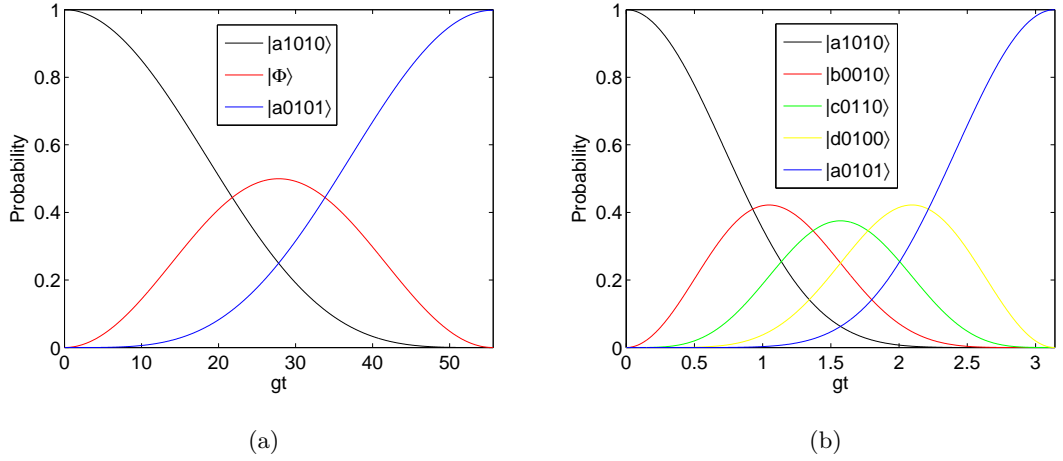 |a1010⟩
|Φ⟩
|a0101⟩
Probability
1
0.8
0.6
0.4
0.2
0
0 10 20 30 40 50
gt
(a)
|a1010⟩
|b0010⟩
|c0110⟩
|d0100⟩
|a0101⟩
Probability
1
0.8
0.6
0.4
0.2
0
0 0.5 1 1.5 2 2.5 3
gt
(b)